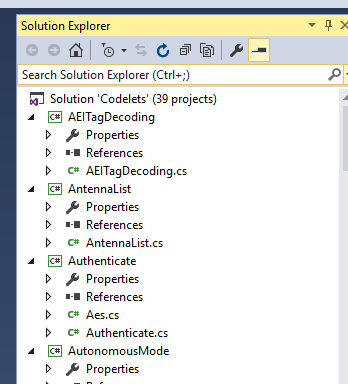 Solution Explorer
Search Solution Explorer (Ctrl+;)
Solution 'Codelets' (39 projects)
C# AEITagDecoding
Properties
References
C# AEITagDecoding.cs
C# AntennaList
Properties
References
C# AntennaList.cs
C# Authenticate
Properties
References
C# Aes.cs
C# Authenticate.cs
C# AutonomousMode
Properties